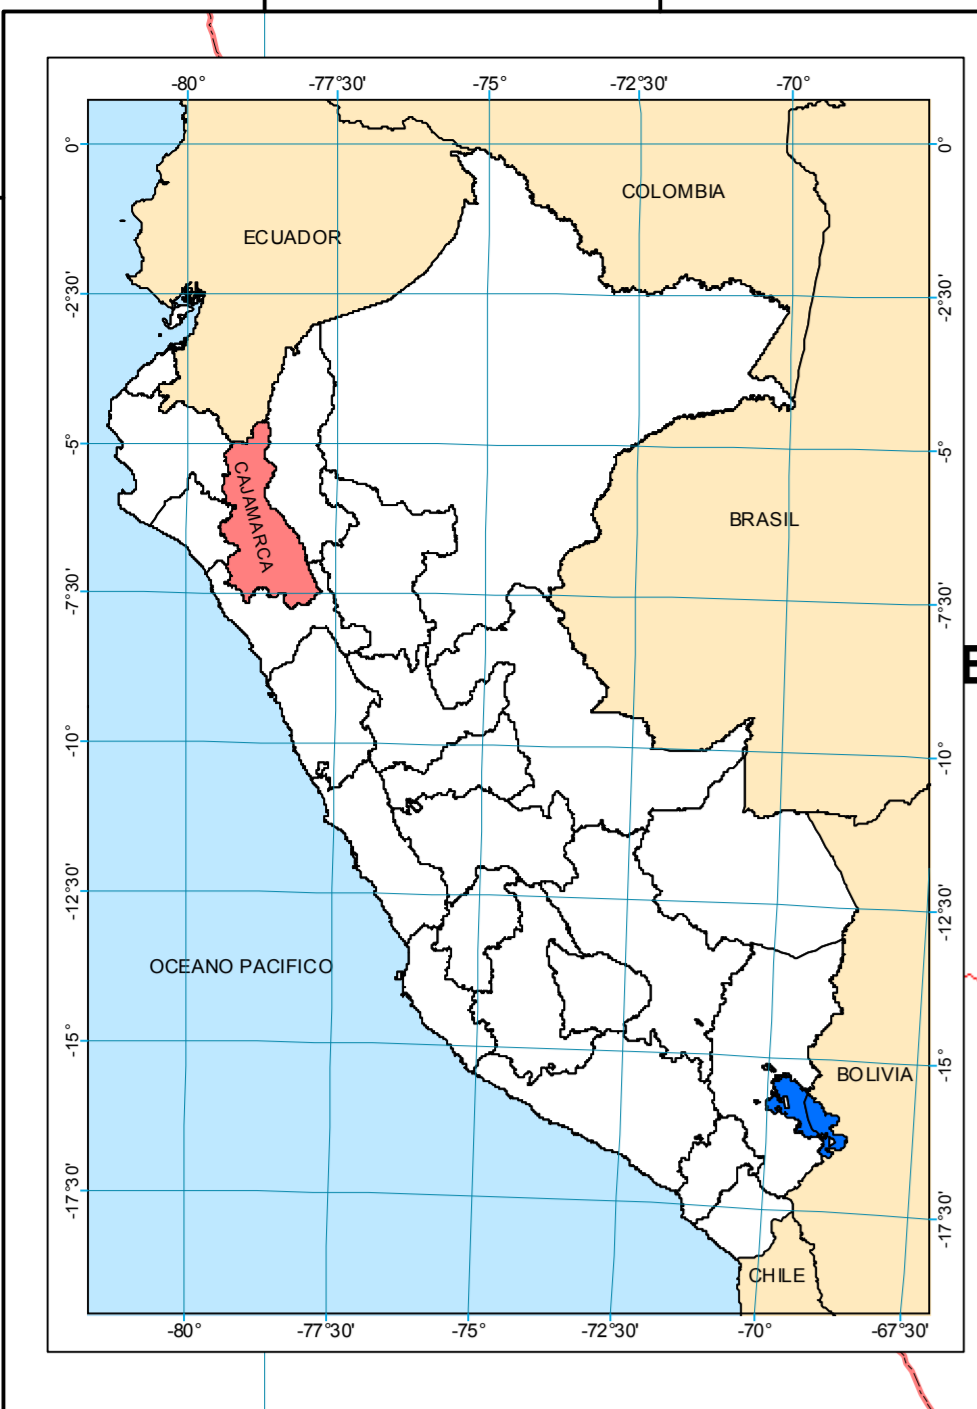 -80° -77°30' -75° -72°30' -70°
0° 0°
COLOMBIA
ECUADOR
-2°30' -2°30'
-5° -5°
CAJAMARCA
BRASIL
-7°30' -7°30'
-10° -10°
-12°30' -12°30'
OCEANO PACIFICO
-15° -15°
BOLIVIA
-17°30' -17°30'
CHILE
-80° -77°30' -75° -72°30' -70° -67°30'